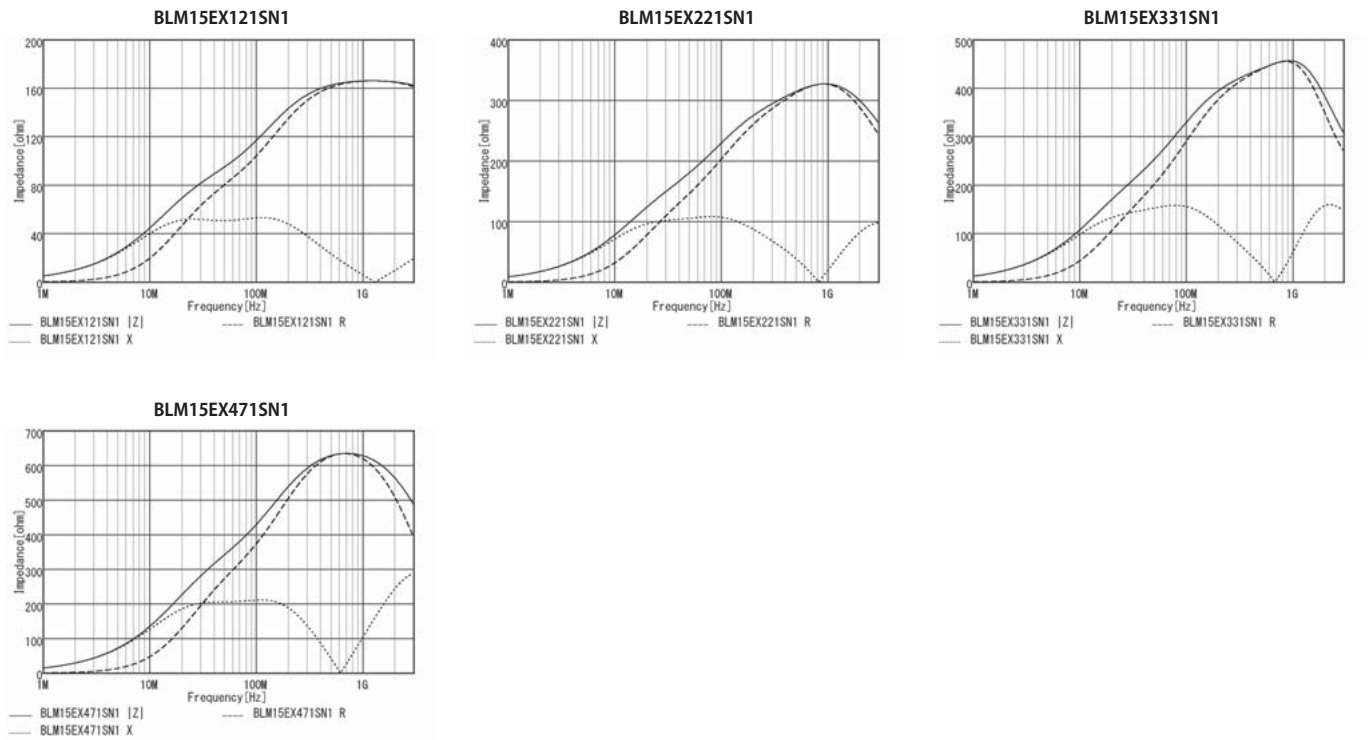 BLM15EX121SN1
Impedance[ohm]
200
160
120
80
40
0
1M 10M 100M 1G
Frequency[Hz]
BLM15EX121SN1 |Z| BLM15EX121SN1 R
BLM15EX121SN1 X
BLM15EX221SN1
Impedance[ohm]
400
300
200
100
0
1M 10M 100M 1G
Frequency[Hz]
BLM15EX221SN1 |Z| BLM15EX221SN1 R
BLM15EX221SN1 X
BLM15EX331SN1
Impedance[ohm]
500
400
300
200
100
0
1M 10M 100M 1G
Frequency[Hz]
BLM15EX331SN1 |Z| BLM15EX331SN1 R
BLM15EX331SN1 X
BLM15EX471SN1
Impedance[ohm]
700
600
500
400
300
200
100
0
1M 10M 100M 1G
Frequency[Hz]
BLM15EX471SN1 |Z| BLM15EX471SN1 R
BLM15EX471SN1 X